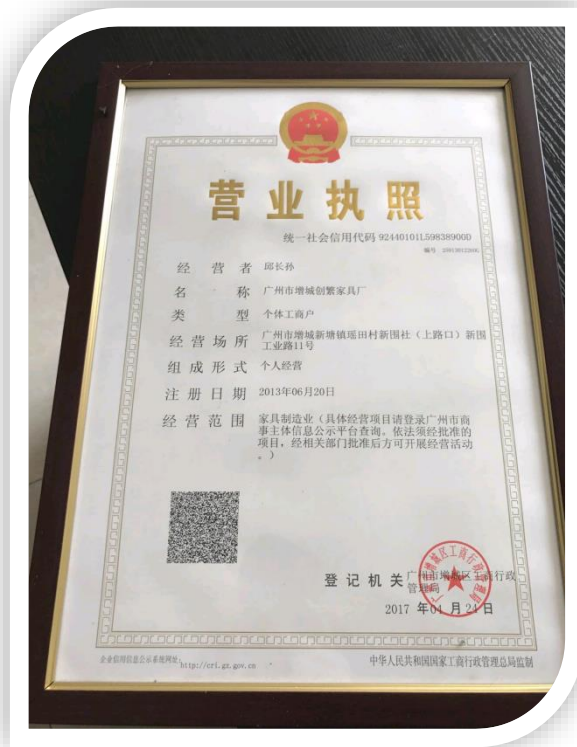 营业执照
统一社会信用代码 92440101L59838900D
编号
经营者 邱长孙
名称 广州市增城创繁家具厂
类型 个体工商户
经营场所 广州市增城新塘镇瑶田村新围社（上路口）新围
工业路11号
组成形式 个人经营
注册日期 2013年06月20日
经营范围 家具制造业（具体经营项目请登录广州市商
事主体信息公示平台查询。依法须经批准的
项目，经相关部门批准后方可开展经营活动
。）
登记机关 广州市增城区工商行政
管理局
2017 年04 月 24 日
企业信用信息公示系统网址: http://cri.gz.gov.cn
中华人民共和国国家工商行政管理总局监制